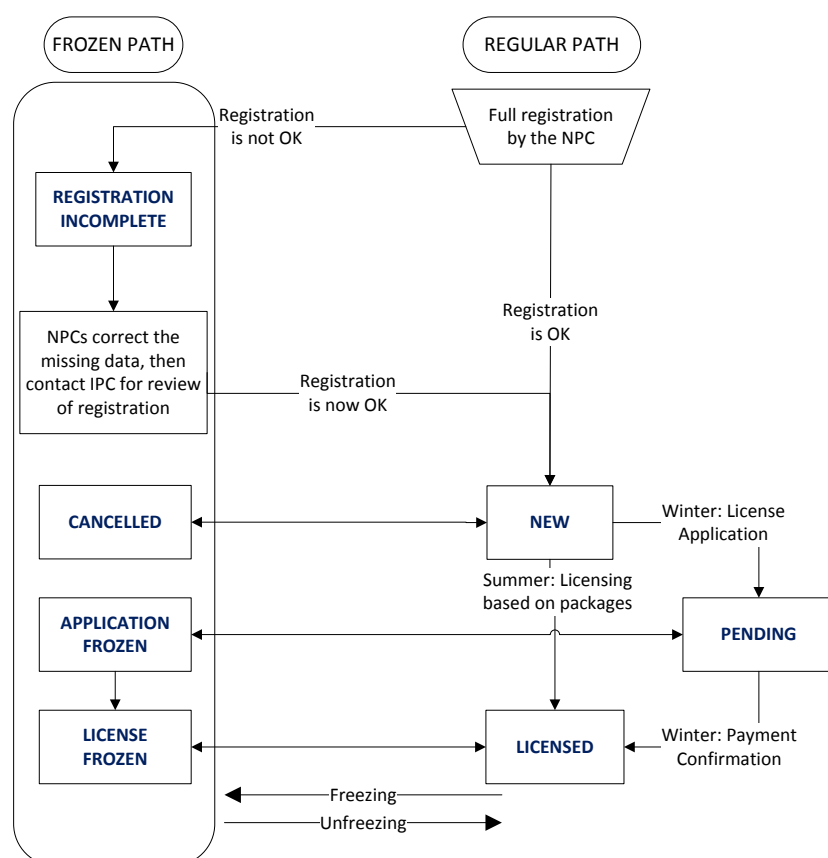 FROZEN PATH
REGULAR PATH
Registration
is not OK
Full registration
by the NPC
REGISTRATION
INCOMPLETE
Registration
is OK
NPCs correct the
missing data, then
contact IPC for review
of registration
Registration
is now OK
CANCELLED
NEW
Winter: License
Application
Summer: Licensing
based on packages
APPLICATION
FROZEN
PENDING
LICENSE
FROZEN
LICENSED
Winter: Payment
Confirmation
Freezing
Unfreezing